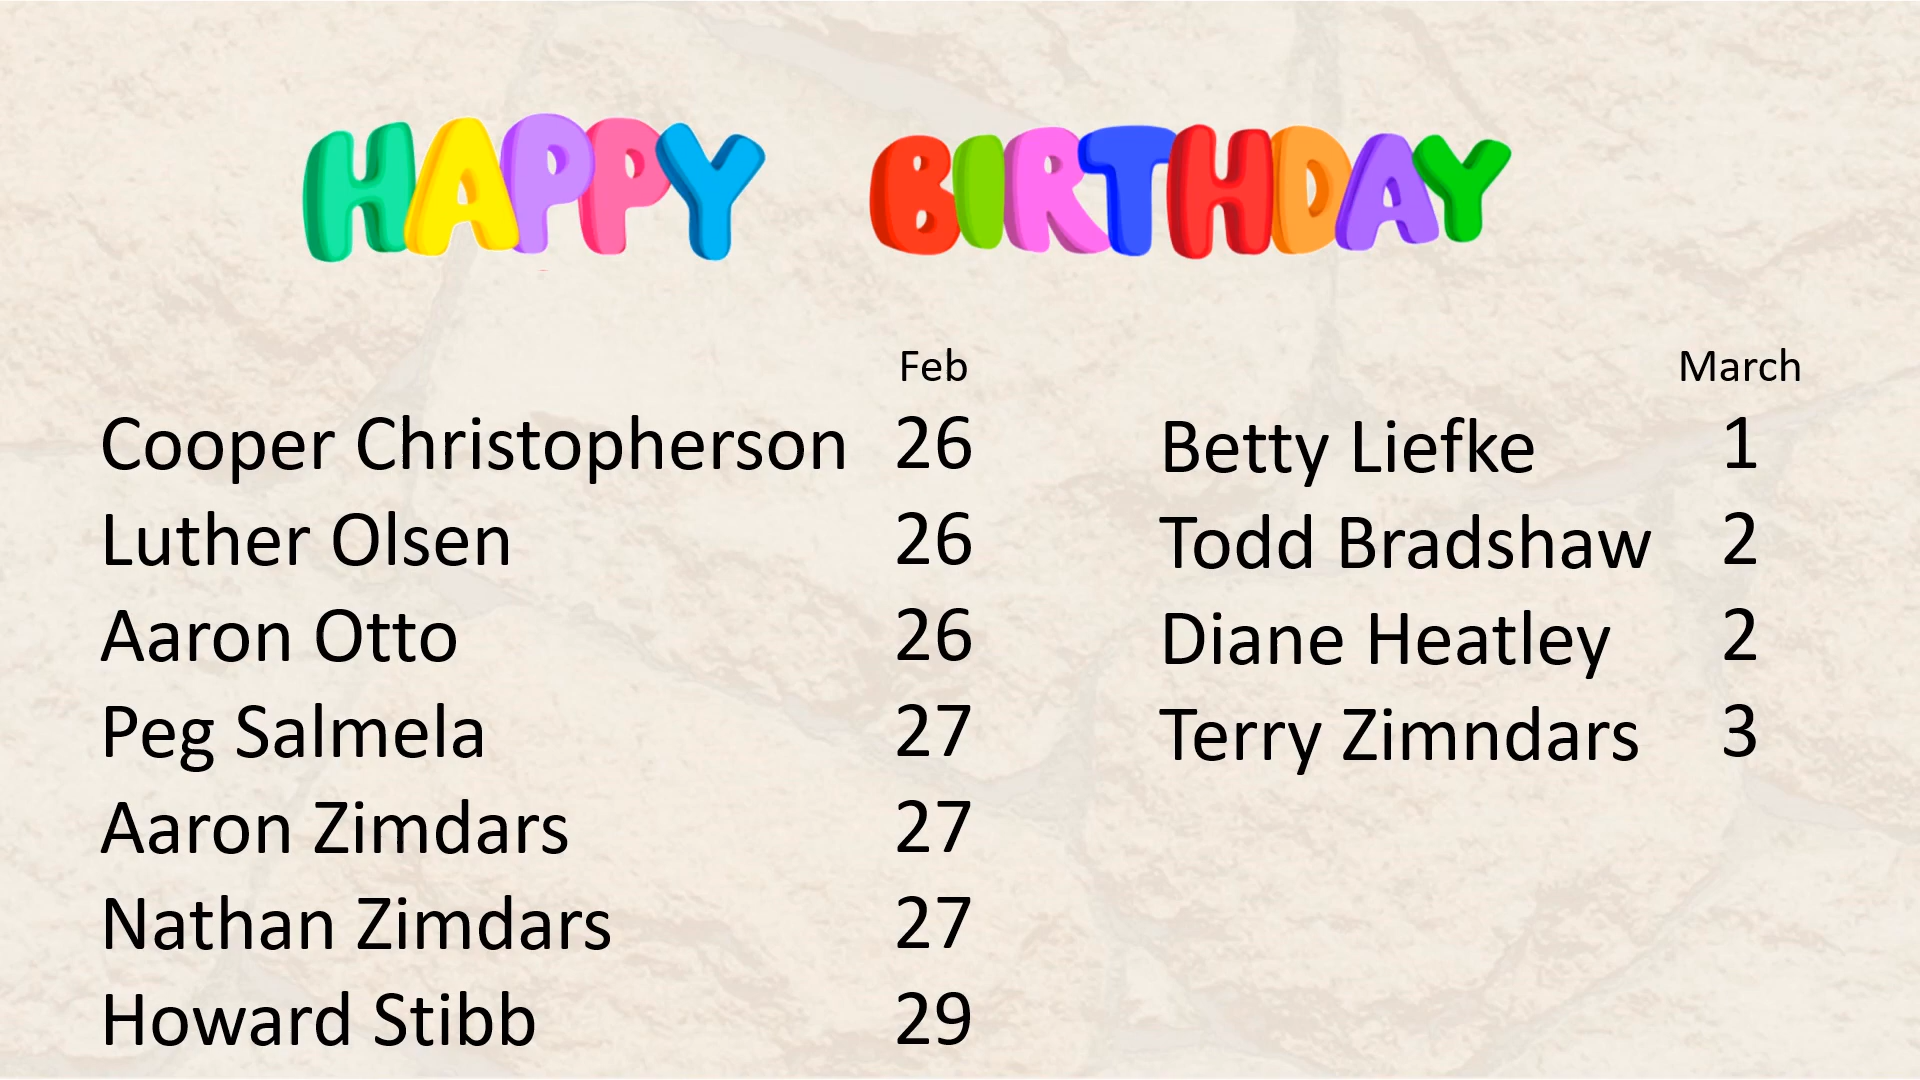 HAPPY BIRTHDAY
Feb
Cooper Christopherson 26
Luther Olsen 26
Aaron Otto 26
Peg Salmela 27
Aaron Zimdars 27
Nathan Zimdars 27
Howard Stibb 29
March
Betty Liefke 1
Todd Bradshaw 2
Diane Heatley 2
Terry Zimndars 3